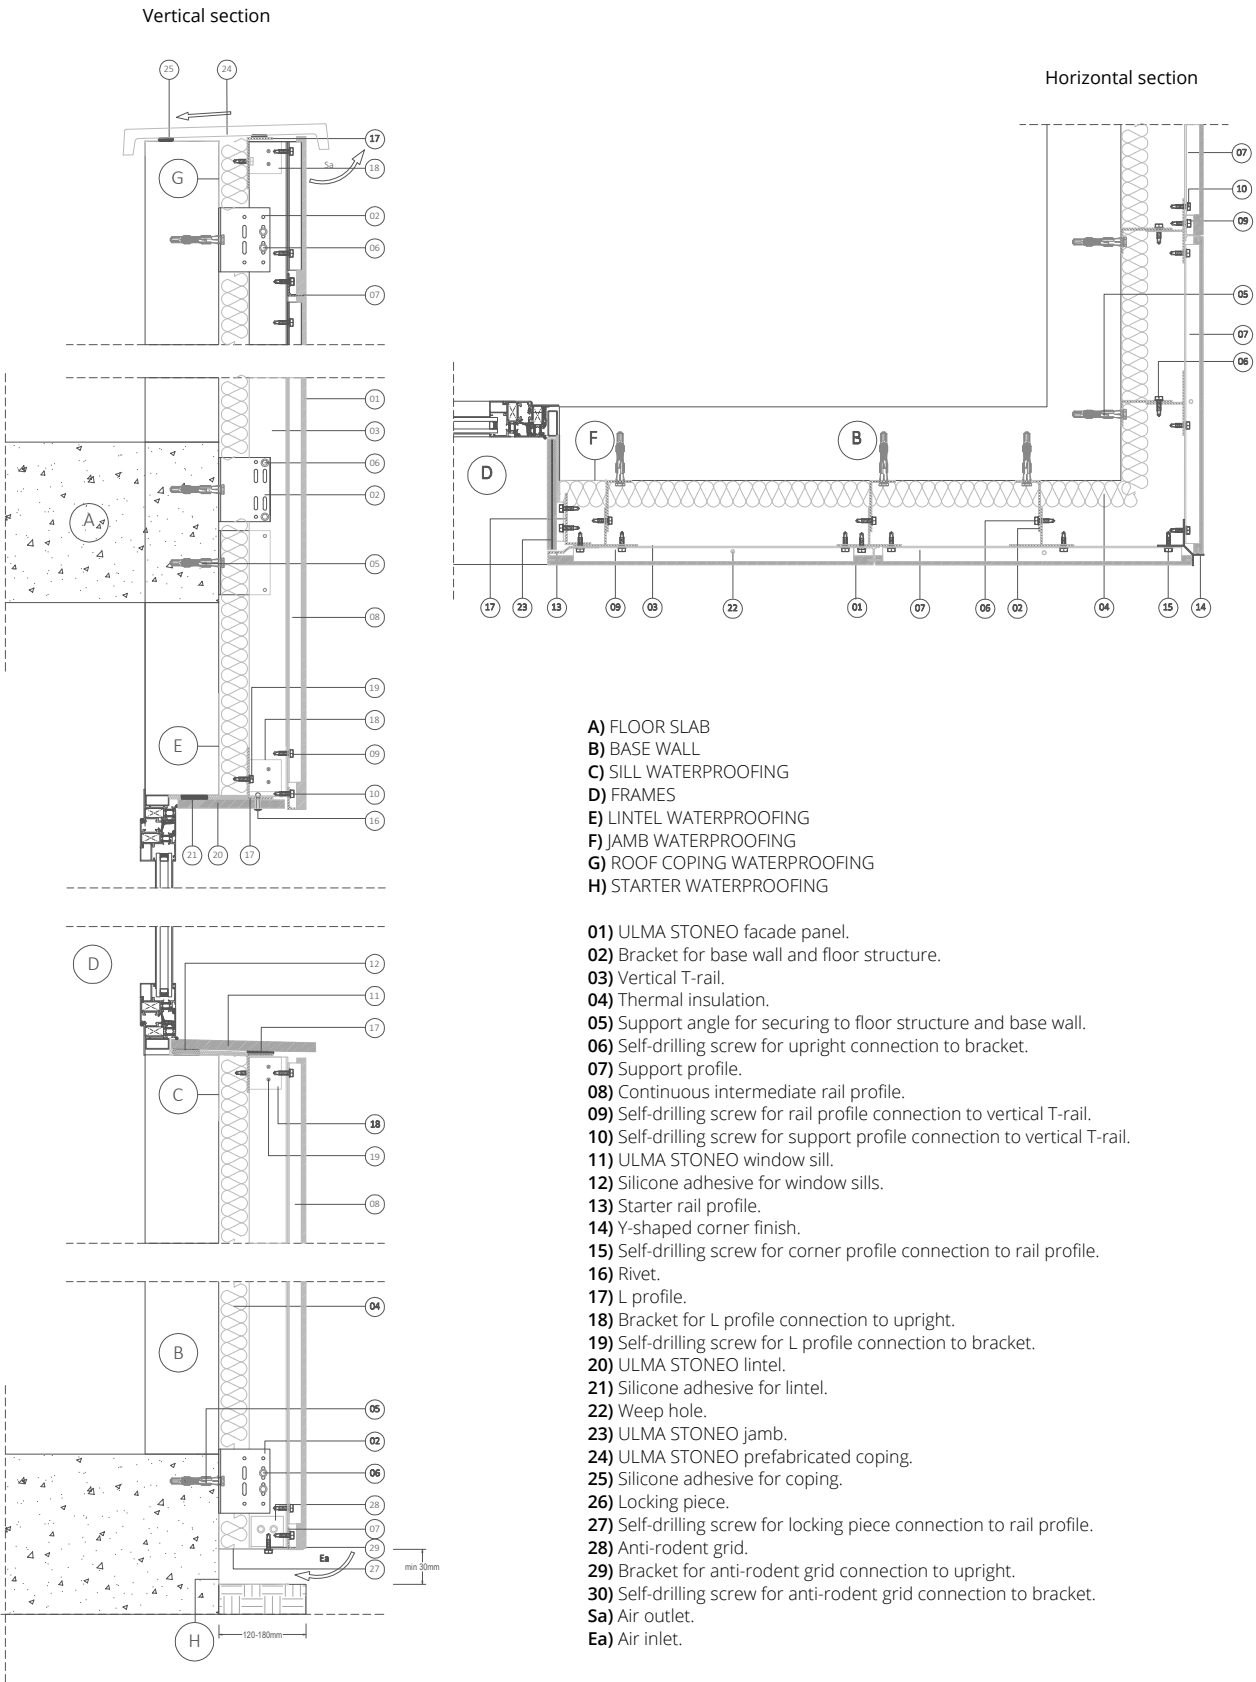 Vertical section
25
24
17
Sa
18
G
02
06
07
01
03
06
02
A
05
08
19
18
E
09
10
16
21
20
17
12
D
11
17
C
18
19
08
04
B
05
02
06
28
07
29
Ea
27
min 30mm
120-180mm
H
Horizontal section
07
10
09
05
07
06
F
B
D
17
23
13
09
03
22
01
07
06
02
04
15
14
A) FLOOR SLAB
B) BASE WALL
C) SILL WATERPROOFING
D) FRAMES
E) LINTEL WATERPROOFING
F) JAMB WATERPROOFING
G) ROOF COPING WATERPROOFING
H) STARTER WATERPROOFING
01) ULMA STONEO facade panel.
02) Bracket for base wall and floor structure.
03) Vertical T-rail.
04) Thermal insulation.
05) Support angle for securing to floor structure and base wall.
06) Self-drilling screw for upright connection to bracket.
07) Support profile.
08) Continuous intermediate rail profile.
09) Self-drilling screw for rail profile connection to vertical T-rail.
10) Self-drilling screw for support profile connection to vertical T-rail.
11) ULMA STONEO window sill.
12) Silicone adhesive for window sills.
13) Starter rail profile.
14) Y-shaped corner finish.
15) Self-drilling screw for corner profile connection to rail profile.
16) Rivet.
17) L profile.
18) Bracket for L profile connection to upright.
19) Self-drilling screw for L profile connection to bracket.
20) ULMA STONEO lintel.
21) Silicone adhesive for lintel.
22) Weep hole.
23) ULMA STONEO jamb.
24) ULMA STONEO prefabricated coping.
25) Silicone adhesive for coping.
26) Locking piece.
27) Self-drilling screw for locking piece connection to rail profile.
28) Anti-rodent grid.
29) Bracket for anti-rodent grid connection to upright.
30) Self-drilling screw for anti-rodent grid connection to bracket.
Sa) Air outlet.
Ea) Air inlet.